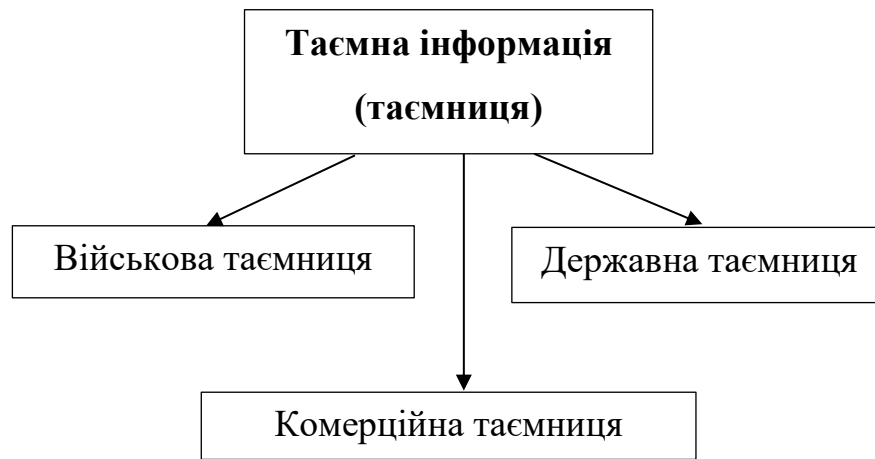 Таємна інформація
(таємниця)
Військова таємниця
Державна таємниця
Комерційна таємниця